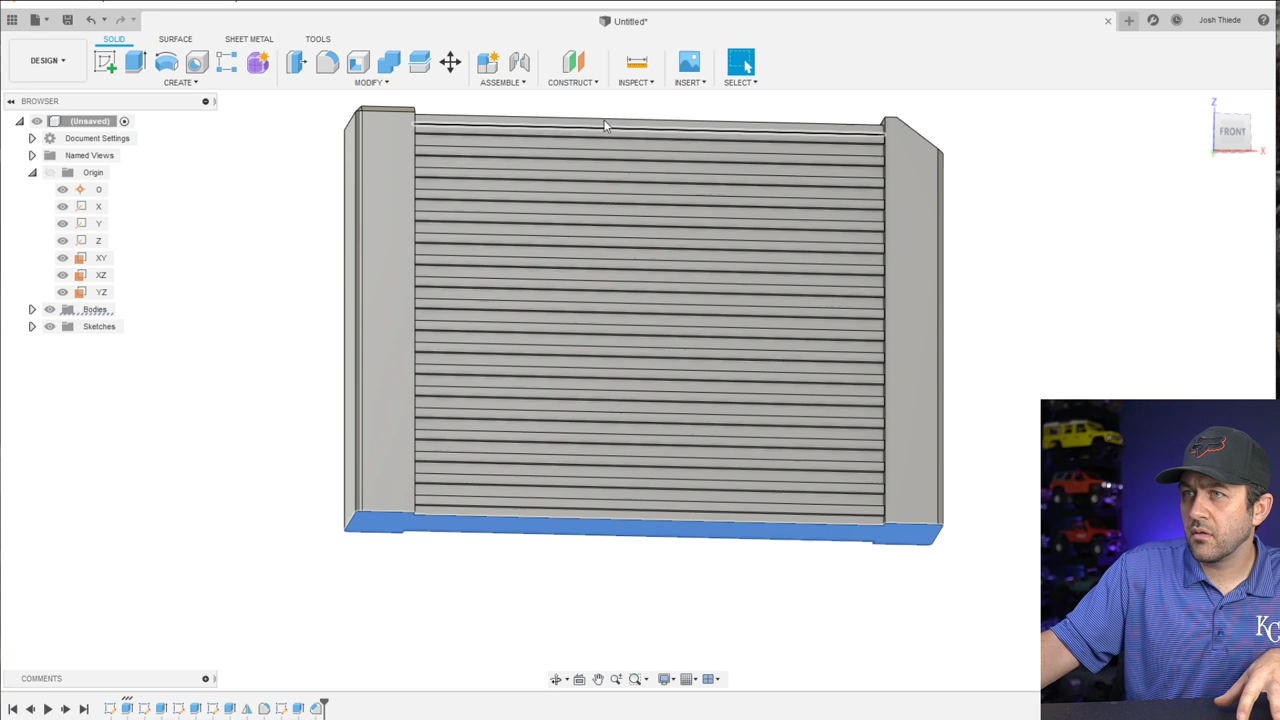 Untitled*
Josh Thiede
DESIGN
SOLID
SURFACE
SHEET METAL
TOOLS
CREATE
MODIFY
ASSEMBLE
CONSTRUCT
INSPECT
INSERT
SELECT
BROWSER
(Unsaved)
Document Settings
Named Views
Origin
O
X
Y
Z
XY
XZ
YZ
Bodies
Sketches
Z
FRONT
X
KC
COMMENTS